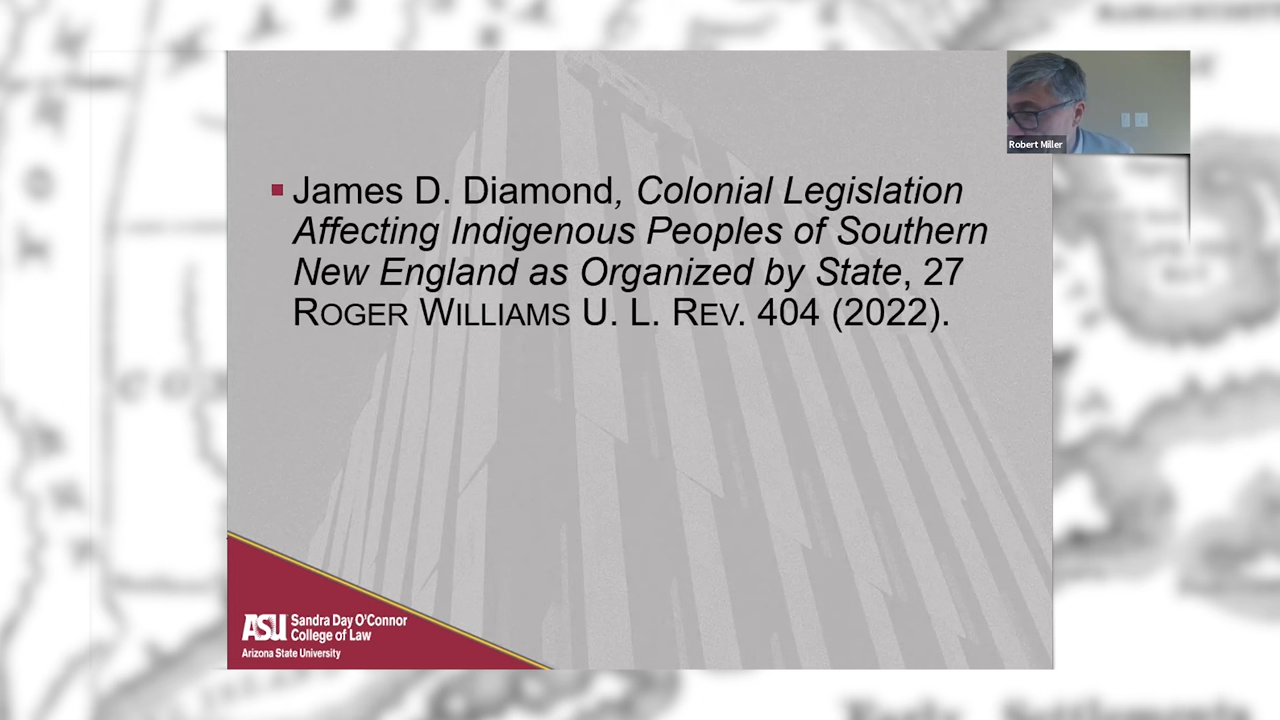 Robert Miller
James D. Diamond, Colonial Legislation
Affecting Indigenous Peoples of Southern
New England as Organized by State, 27
ROGER WILLIAMS U. L. REV. 404 (2022).
ASU Sandra Day O'Connor
College of Law
Arizona State University